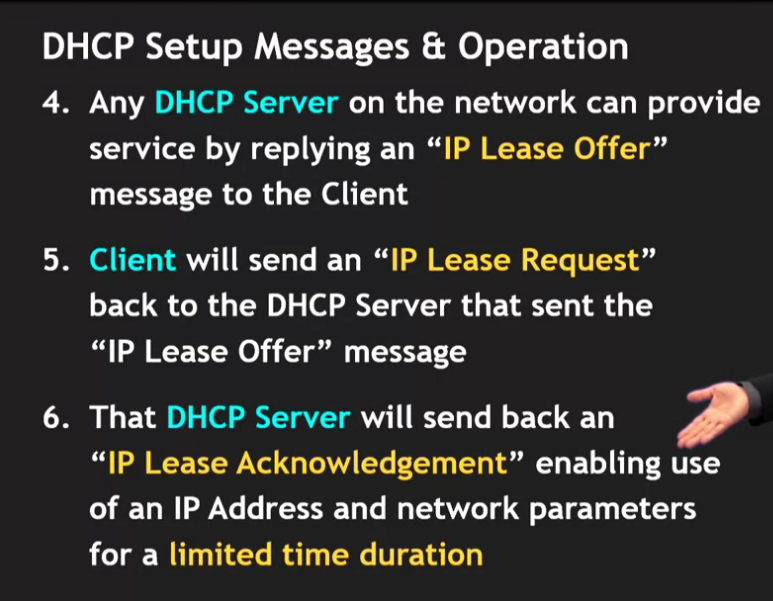 DHCP Setup Messages & Operation
4. Any DHCP Server on the network can provide
service by replying an “IP Lease Offer”
message to the Client
5. Client will send an “IP Lease Request”
back to the DHCP Server that sent the
“IP Lease Offer” message
6. That DHCP Server will send back an
“IP Lease Acknowledgement” enabling use
of an IP Address and network parameters
for a limited time duration